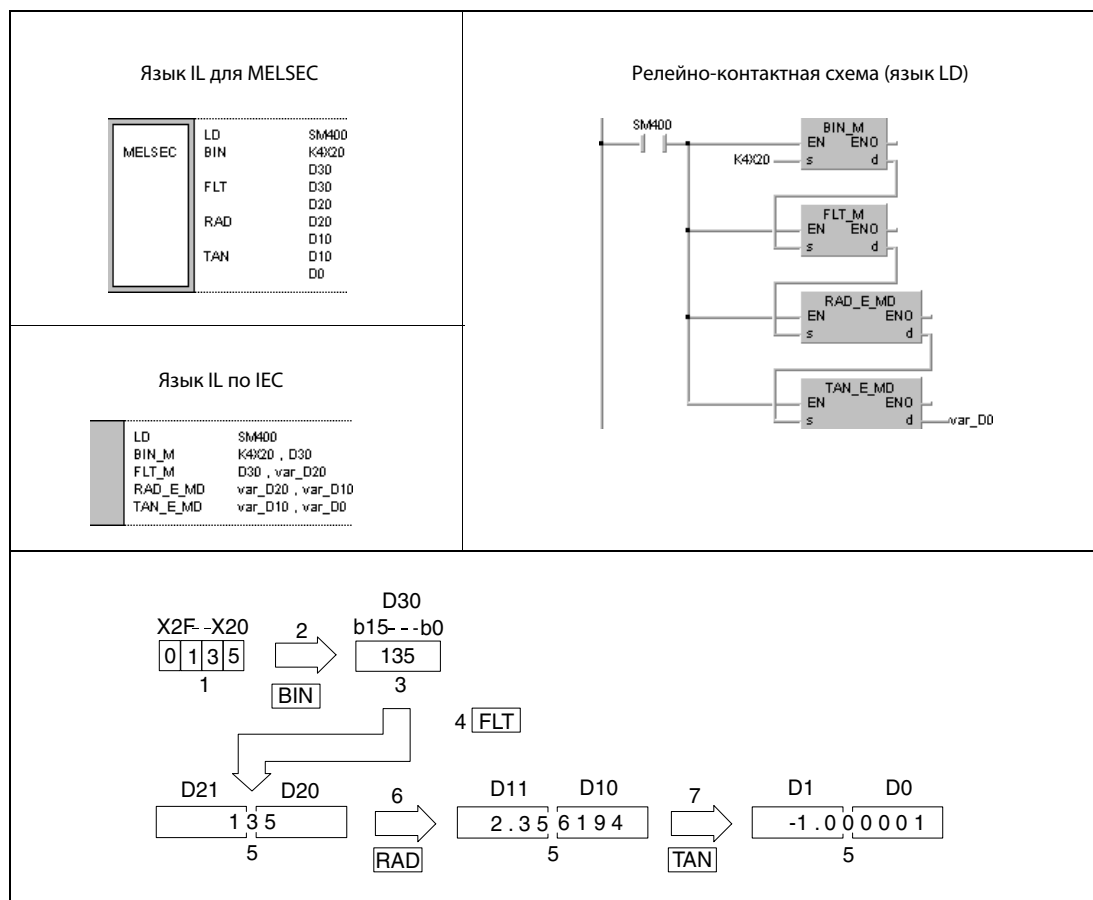 Язык IL для MELSEC
MELSEC
LD SM400
BIN K4X20
D30
FLT D30
D20
RAD D20
D10
TAN D10
D0
Язык IL по IEC
LD SM400
BIN_M K4X20 , D30
FLT_M D30 , var_D20
RAD_E_MD var_D20 , var_D10
TAN_E_MD var_D10 , var_D0
Релейно-контактная схема (язык LD)
SM400
BIN_M
EN ENO
K4X20 s d
FLT_M
EN ENO
s d
RAD_E_MD
EN ENO
s d
TAN_E_MD
EN ENO
s d var_D0
D30
X2F- -X20 2 b15- - -b0
0 1 3 5 135
1 BIN 3
4 FLT
D21 D20 6 D11 D10 7 D1 D0
1 3 5 2 . 3 5 6 1 9 4 -1 . 0 0 0 0 0 1
5 RAD 5 TAN 5